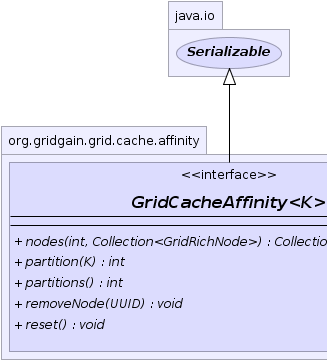 java.io
Serializable
org.gridgain.grid.cache.affinity
<<interface>>
GridCacheAffinity<K>
+ nodes(int, Collection<GridRichNode>) : Collectio
+ partition(K) : int
+ partitions() : int
+ removeNode(UUID) : void
+ reset() : void